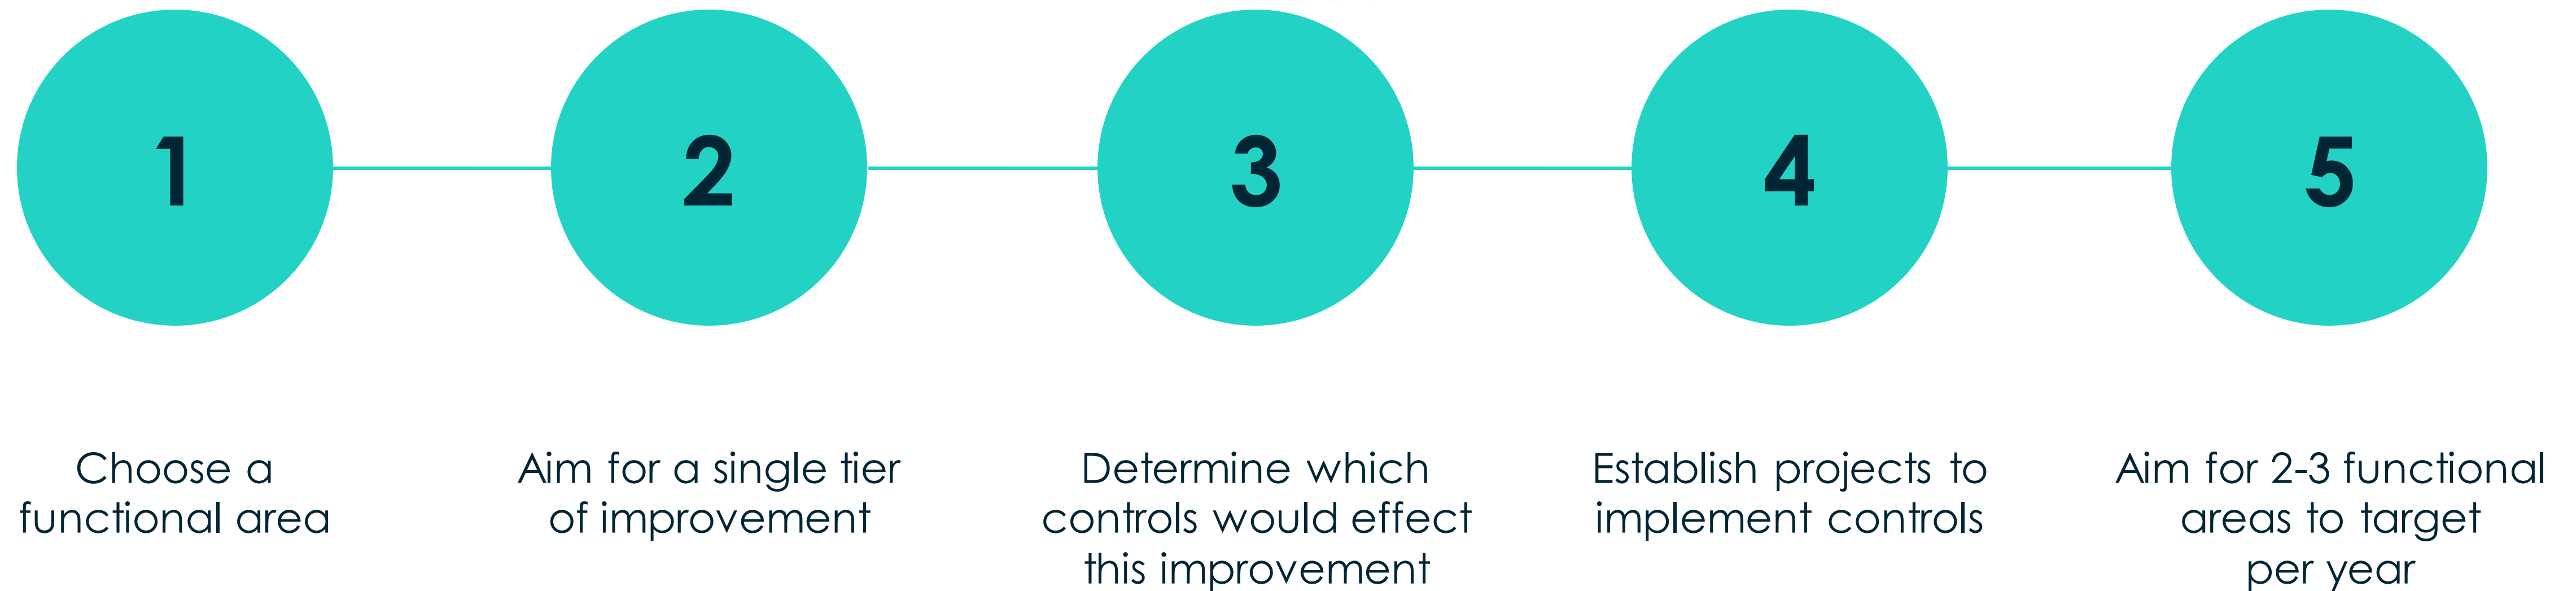 1
2
3
4
5
Choose a
functional area
Aim for a single tier
of improvement
Determine which
controls would effect
this improvement
Establish projects to
implement controls
Aim for 2-3 functional
areas to target
per year